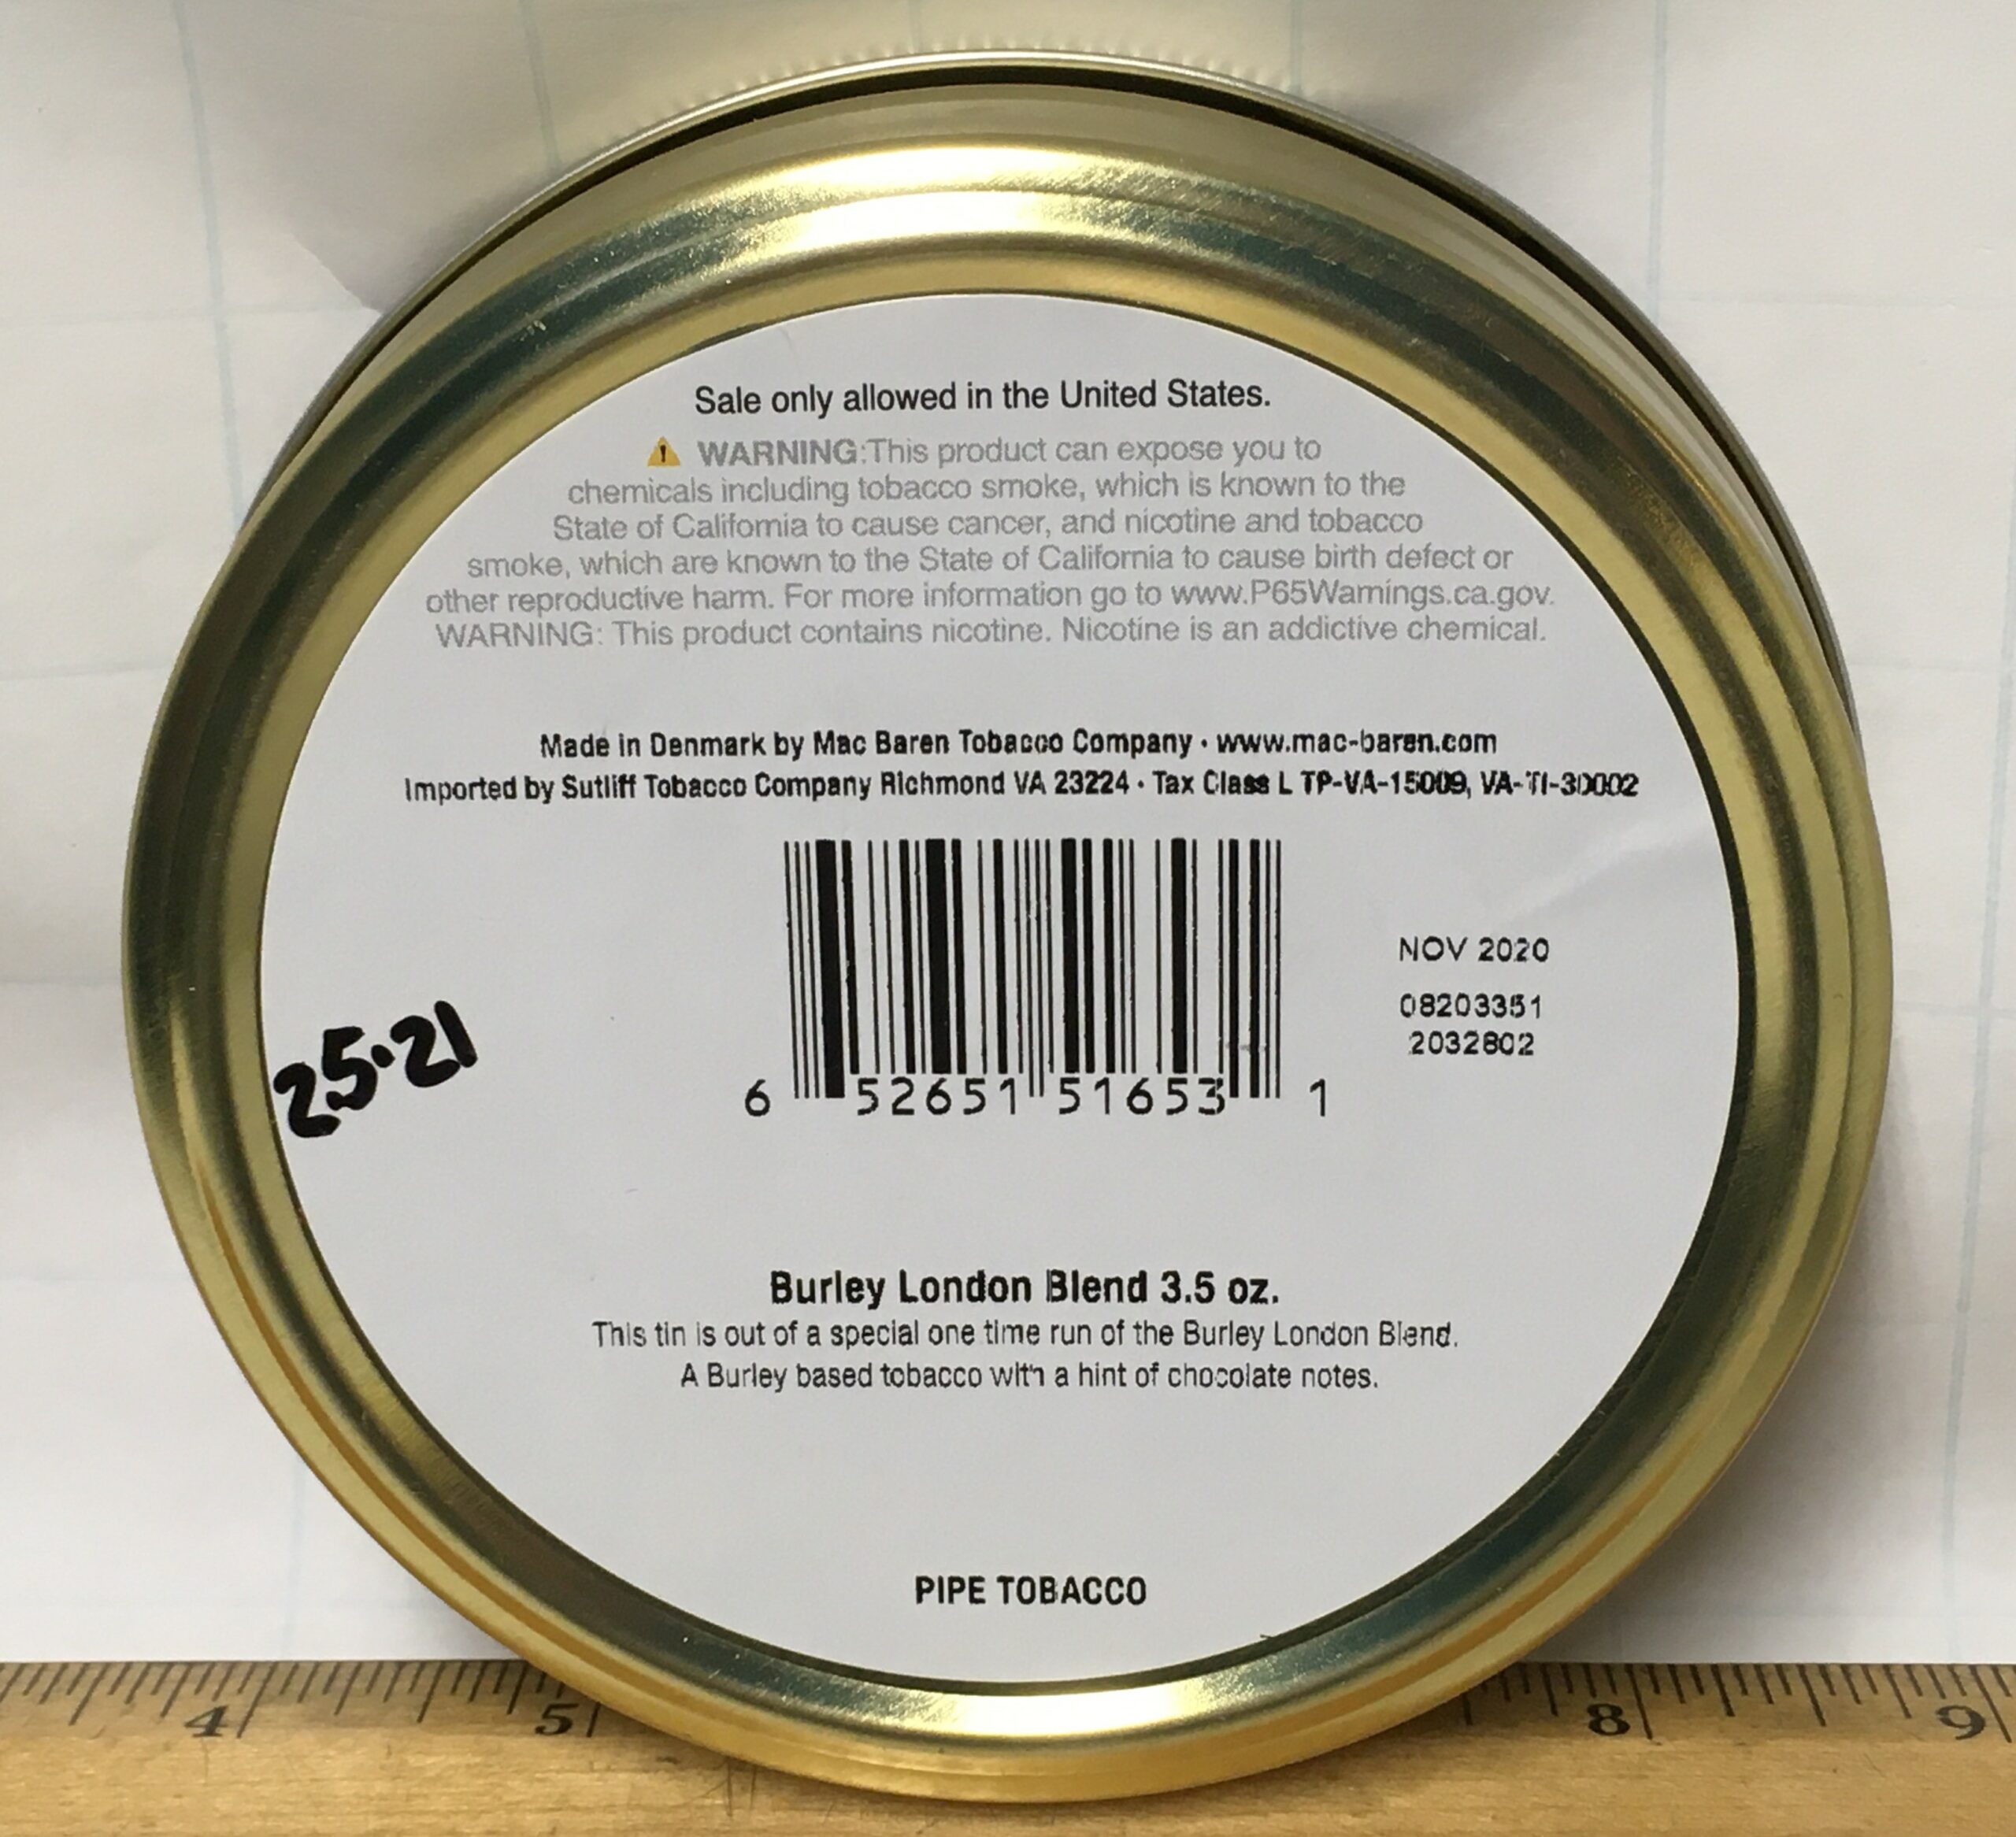 Sale only allowed in the United States.
⚠ WARNING:This product can expose you to
chemicals including tobacco smoke, which is known to the
State of California to cause cancer, and nicotine and tobacco
smoke, which are known to the State of California to cause birth defect or
other reproductive harm. For more information go to www.P65Warnings.ca.gov.
WARNING: This product contains nicotine. Nicotine is an addictive chemical.
Made in Denmark by Mac Baren Tobacco Company · www.mac-baren.com
Imported by Sutliff Tobacco Company Richmond VA 23224 · Tax Class L TP-VA-15009, VA-TI-30002
NOV 2020
08203351
2032802
25·21
6 52651 51653 1
Burley London Blend 3.5 oz.
This tin is out of a special one time run of the Burley London Blend.
A Burley based tobacco with a hint of chocolate notes.
PIPE TOBACCO
4 5 8 9